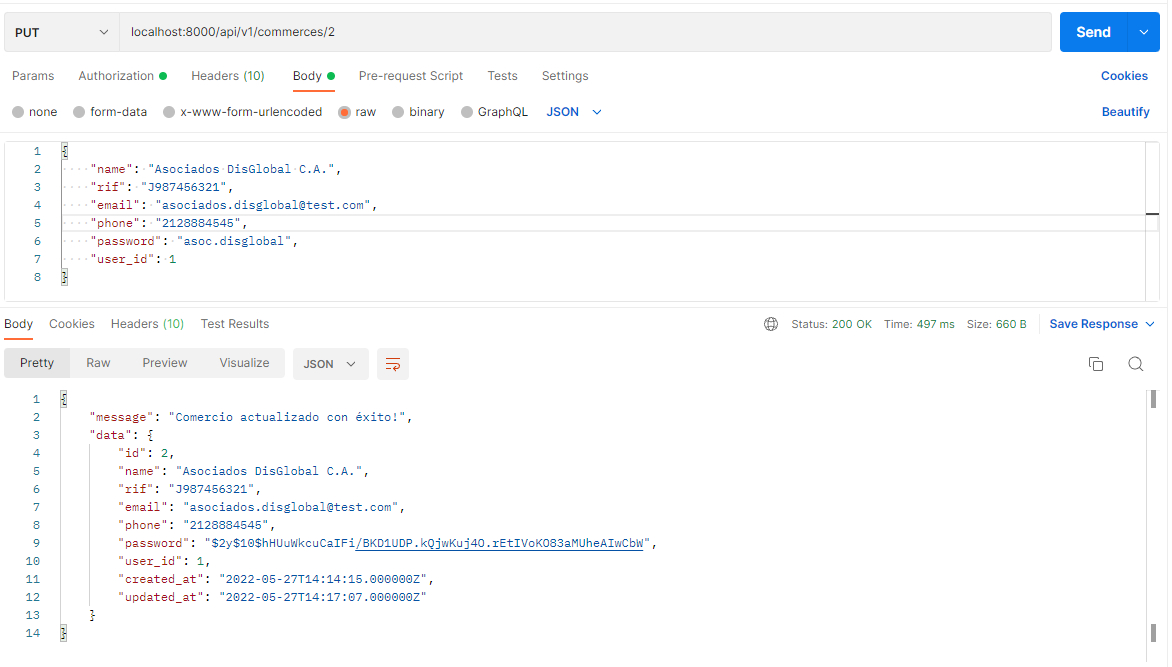 PUT localhost:8000/api/v1/commerces/2 Send
Params Authorization Headers (10) Body Pre-request Script Tests Settings Cookies
none form-data x-www-form-urlencoded raw binary GraphQL JSON Beautify
1 {
2 "name": "Asociados DisGlobal C.A.",
3 "rif": "J987456321",
4 "email": "asociados.disglobal@test.com",
5 "phone": "2128884545",
6 "password": "asoc.disglobal",
7 "user_id": 1
8 }
Body Cookies Headers (10) Test Results Status: 200 OK Time: 497 ms Size: 660 B Save Response
Pretty Raw Preview Visualize JSON
1 {
2 "message": "Comercio actualizado con éxito!",
3 "data": {
4 "id": 2,
5 "name": "Asociados DisGlobal C.A.",
6 "rif": "J987456321",
7 "email": "asociados.disglobal@test.com",
8 "phone": "2128884545",
9 "password": "$2y$10$hHUuWkcuCaIFi/BKD1UDP.kQjwKuj4O.rEtIVoKO83aMUheAIwCbW",
10 "user_id": 1,
11 "created_at": "2022-05-27T14:14:15.000000Z",
12 "updated_at": "2022-05-27T14:17:07.000000Z"
13 }
14 }